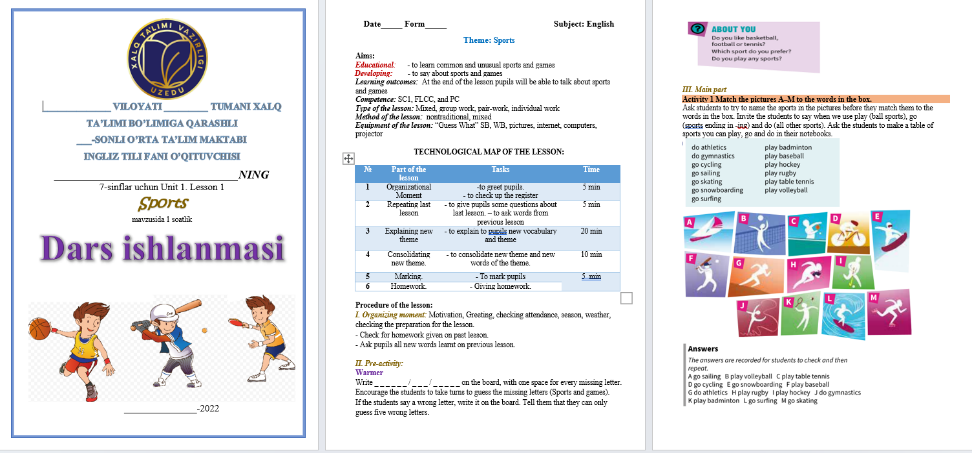 XALQ TA'LIMI VAZIRLIGI
UZEDU
____________ VILOYATI _________ TUMANI XALQ
TA'LIMI BO'LIMIGA QARASHLI
___-SONLI O'RTA TA'LIM MAKTABI
INGLIZ TILI FANI O'QITUVCHISI
_________________________________NING
7-sinflar uchun Unit 1. Lesson 1
Sports
mavzusida 1 soatlik
Dars ishlanmasi
________________-2022
Date_____ Form_____ Subject: English
Theme: Sports
Aims:
Educational: - to learn common and unusual sports and games
Developing: - to say about sports and games
Learning outcomes: At the end of the lesson pupils will be able to talk about sports
and games
Competence: SC1, FLCC, and PC
Type of the lesson: Mixed, group work, pair-work, individual work
Method of the lesson: nontraditional, mixed
Equipment of the lesson: "Guess What" SB, WB, pictures, internet, computers,
projector
TECHNOLOGICAL MAP OF THE LESSON:
№ Part of the lesson Tasks Time
1 Organizational Moment -to greet pupils. - to check up the register 5 min
2 Repeating last lesson - to give pupils some questions about last lesson. – to ask words from previous lesson 5 min
3 Explaining new theme - to explain to pupils new vocabulary and theme 20 min
4 Consolidating new theme. - to consolidate new theme and new words of the theme. 10 min
5 Marking. - To mark pupils 5 min
6 Homework. - Giving homework.
Procedure of the lesson:
I. Organizing moment: Motivation, Greeting, checking attendance, season, weather,
checking the preparation for the lesson.
- Check for homework given on past lesson.
- Ask pupils all new words learnt on previous lesson.
II. Pre-activity:
Warmer
Write _ _ _ _ _ _ / _ _ _ / _ _ _ _ _ on the board, with one space for every missing letter.
Encourage the students to take turns to guess the missing letters (Sports and games).
If the students say a wrong letter, write it on the board. Tell them that they can only
guess five wrong letters.
? ABOUT YOU
Do you like basketball,
football or tennis?
Which sport do you prefer?
Do you play any sports?
III. Main part
Activity 1 Match the pictures A–M to the words in the box.
Ask students to try to name the sports in the pictures before they match them to the
words in the box. Invite the students to say when we use play (ball sports), go
(sports ending in -ing) and do (all other sports). Ask the students to make a table of
sports you can play, go and do in their notebooks.
do athletics play badminton
do gymnastics play baseball
go cycling play hockey
go sailing play rugby
go skating play table tennis
go snowboarding play volleyball
go surfing
A B C D E
F G H I
J K L M
Answers
The answers are recorded for students to check and then
repeat.
A go sailing B play volleyball C play table tennis
D go cycling E go snowboarding F play baseball
G do athletics H play rugby I play hockey J do gymnastics
K play badminton L go surfing M go skating